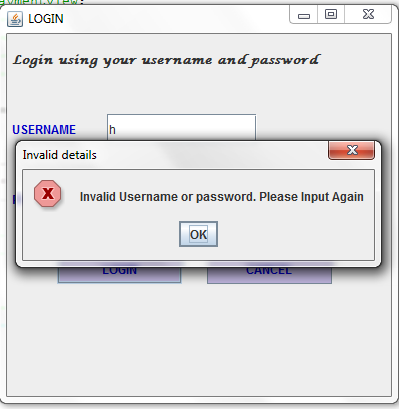 LOGIN
Login using your username and password
USERNAME h
Invalid details
Invalid Username or password. Please Input Again
OK
LOGIN CANCEL